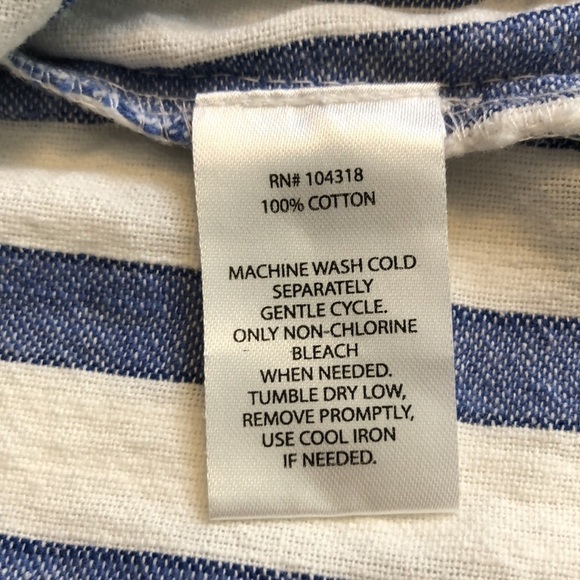 RN# 104318
100% COTTON
MACHINE WASH COLD
SEPARATELY
GENTLE CYCLE.
ONLY NON-CHLORINE
BLEACH
WHEN NEEDED.
TUMBLE DRY LOW,
REMOVE PROMPTLY,
USE COOL IRON
IF NEEDED.